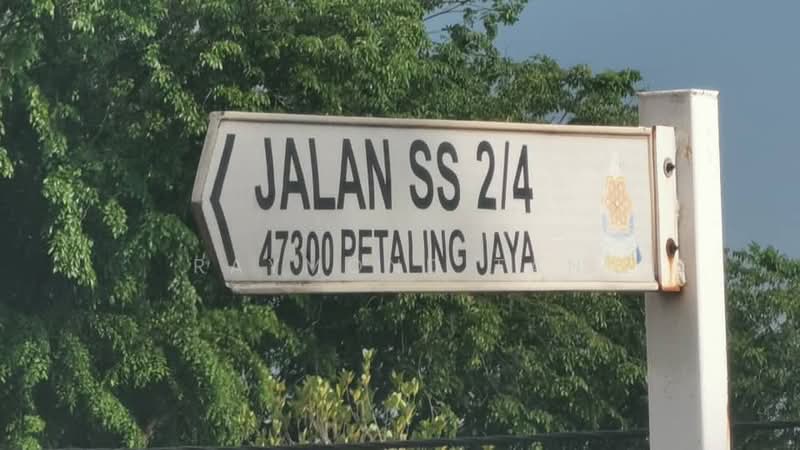 JALAN SS 2/4
47300 PETALING JAYA